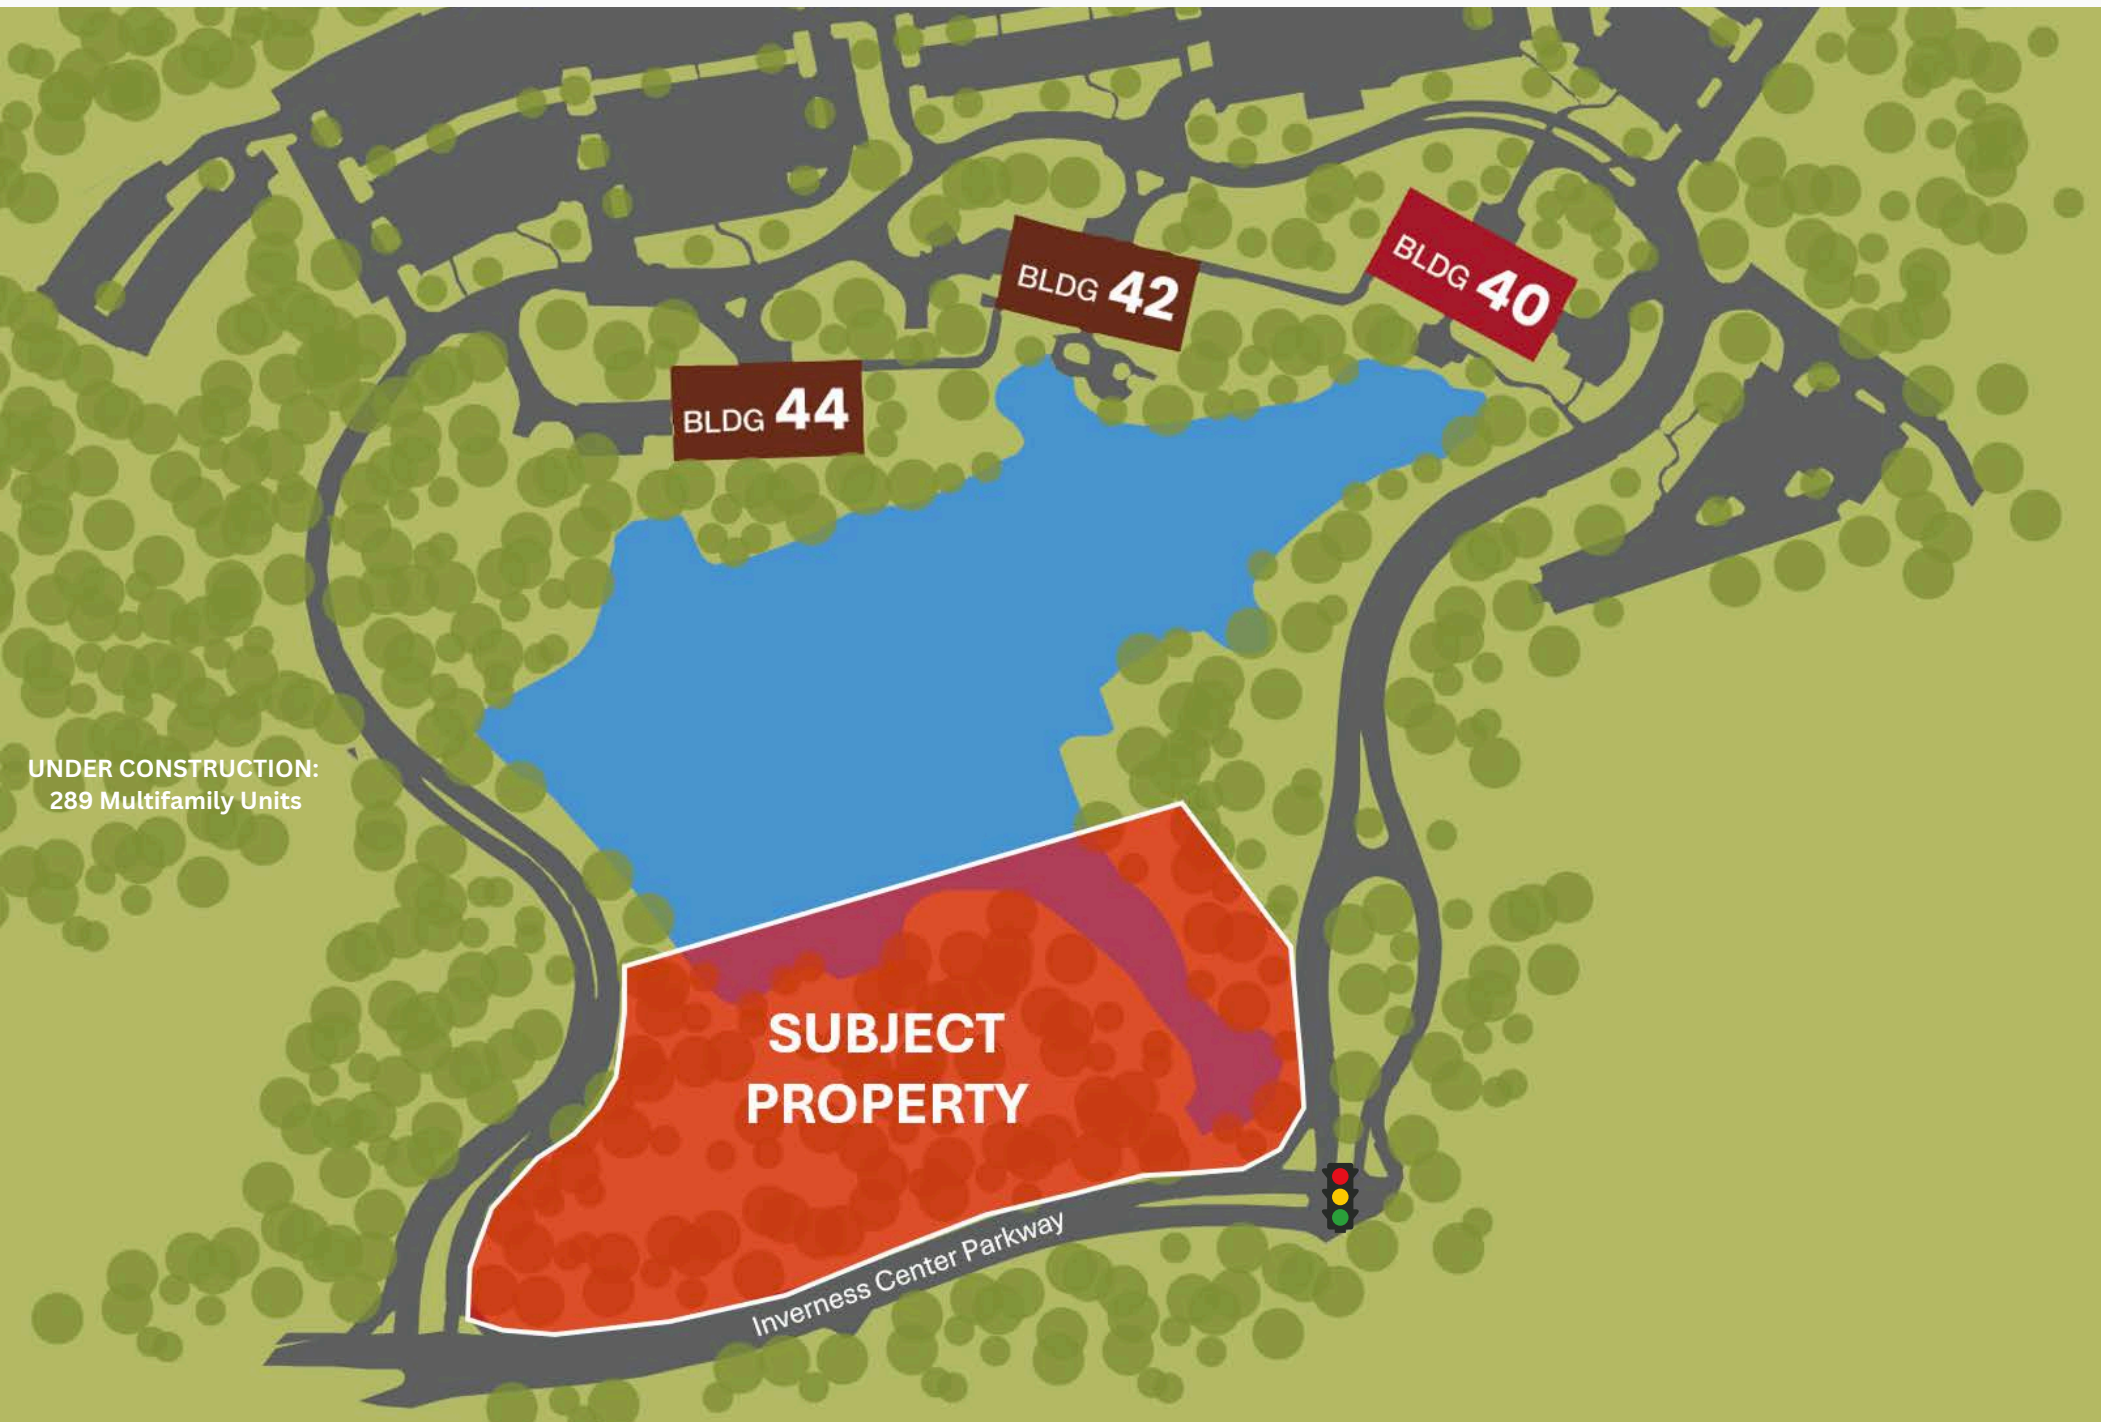 BLDG 40
BLDG 42
BLDG 44
UNDER CONSTRUCTION:
289 Multifamily Units
SUBJECT
PROPERTY
Inverness Center Parkway